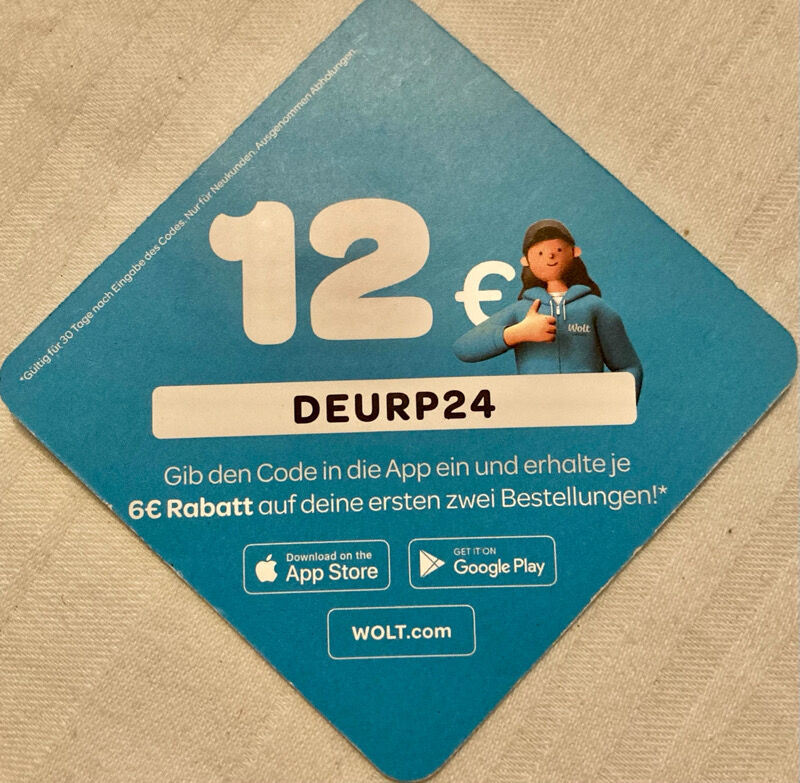 *Gültig für 30 Tage nach Eingabe des Codes. Nur für Neukunden. Ausgenommen Abholungen.
12 €
Wolt
DEURP24
Gib den Code in die App ein und erhalte je
6€ Rabatt auf deine ersten zwei Bestellungen!*
Download on the
App Store
GET IT ON
Google Play
WOLT.com